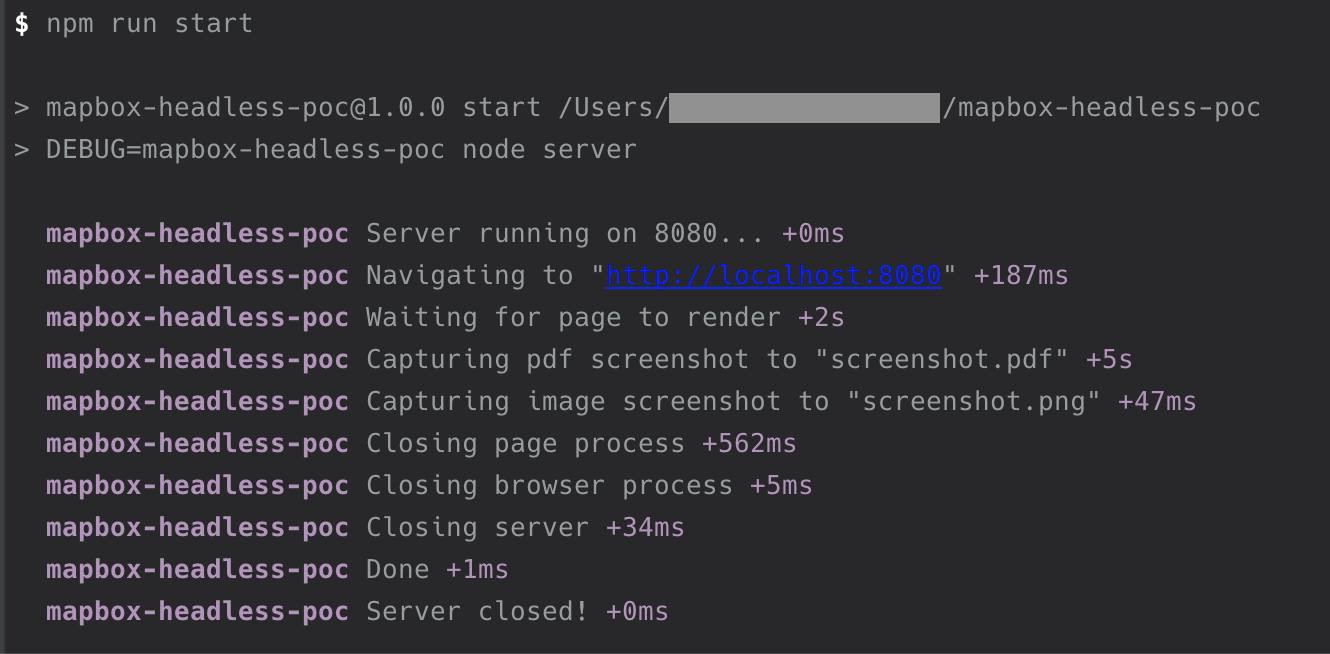 $ npm run start
> mapbox-headless-poc@1.0.0 start /Users/ /mapbox-headless-poc
> DEBUG=mapbox-headless-poc node server
mapbox-headless-poc Server running on 8080... +0ms
mapbox-headless-poc Navigating to "http://localhost:8080" +187ms
mapbox-headless-poc Waiting for page to render +2s
mapbox-headless-poc Capturing pdf screenshot to "screenshot.pdf" +5s
mapbox-headless-poc Capturing image screenshot to "screenshot.png" +47ms
mapbox-headless-poc Closing page process +562ms
mapbox-headless-poc Closing browser process +5ms
mapbox-headless-poc Closing server +34ms
mapbox-headless-poc Done +1ms
mapbox-headless-poc Server closed! +0ms